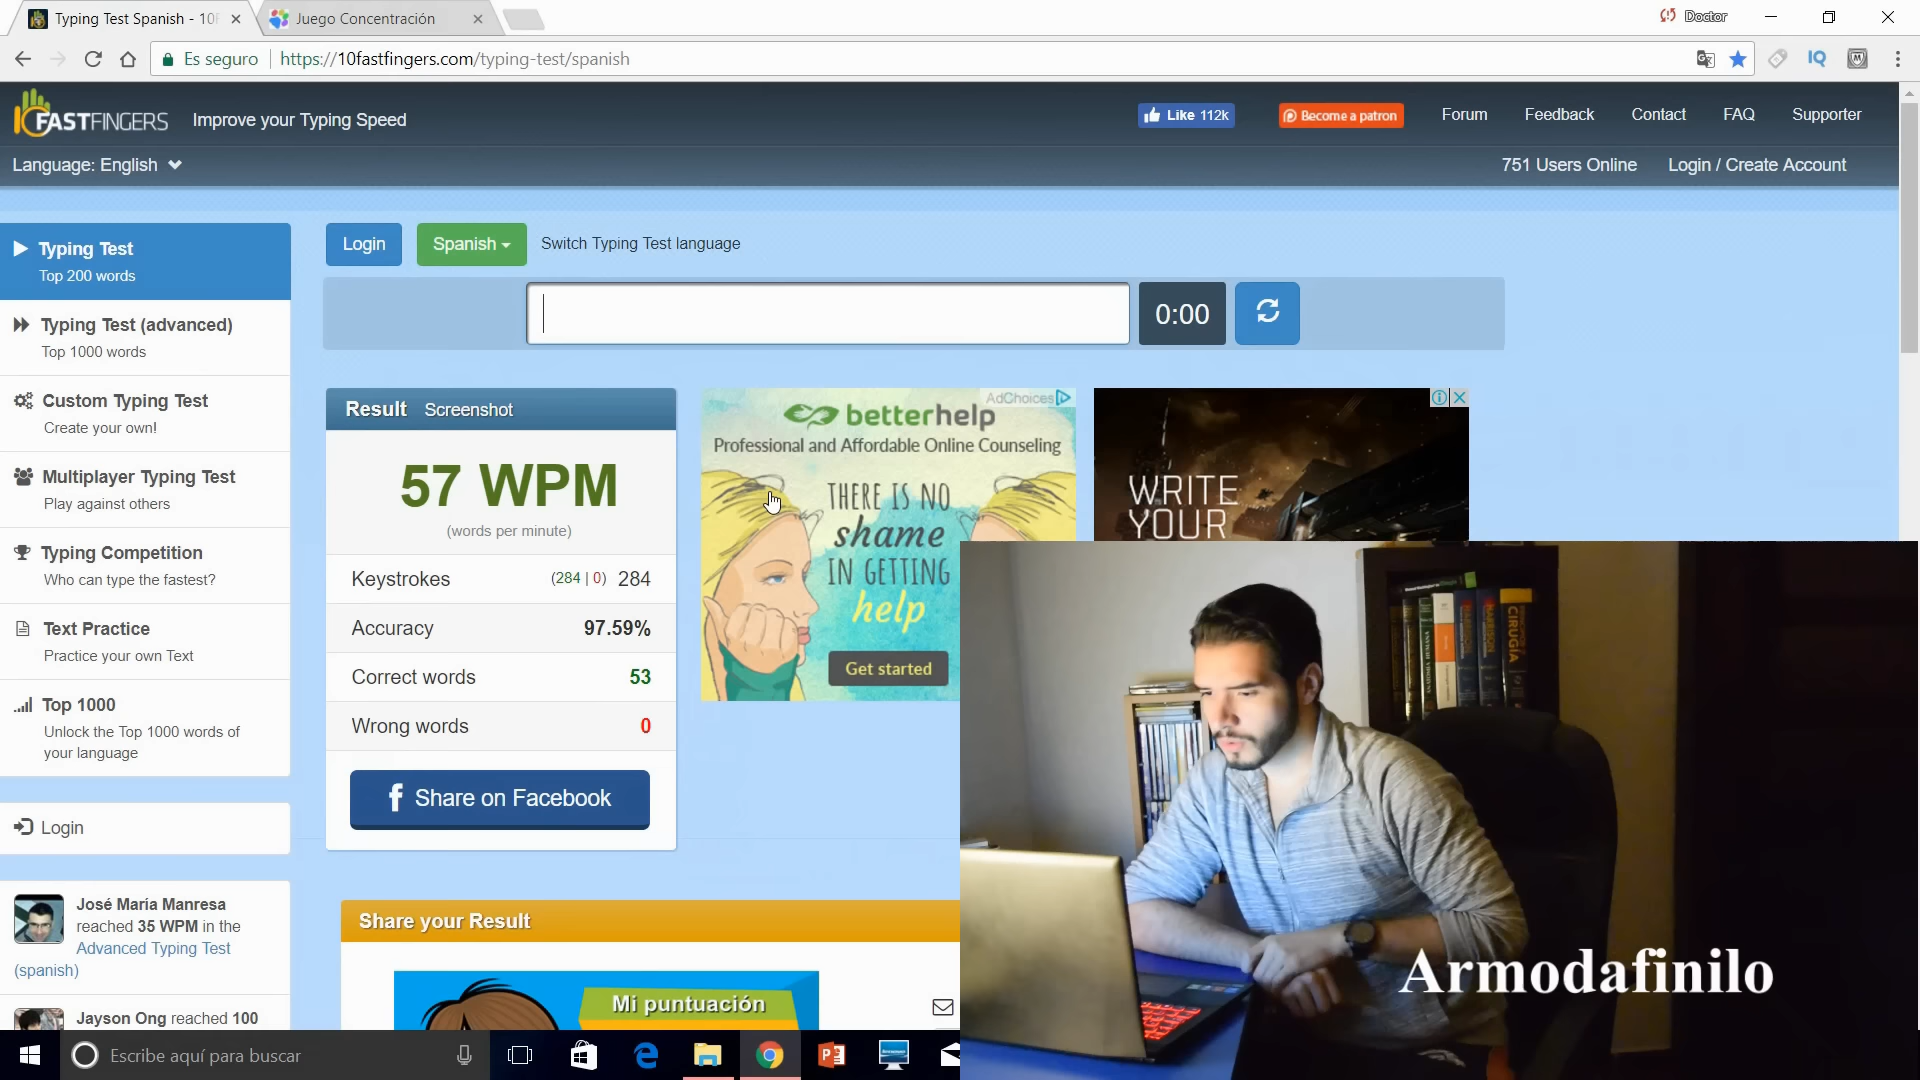 Typing Test Spanish - 10F
Juego Concentración
Doctor
Es seguro
https://10fastfingers.com/typing-test/spanish
IQ
10FASTFINGERS
Improve your Typing Speed
Like 112k
Become a patron
Forum
Feedback
Contact
FAQ
Supporter
Language: English
751 Users Online
Login / Create Account
Typing Test
Top 200 words
Typing Test (advanced)
Top 1000 words
Custom Typing Test
Create your own!
Multiplayer Typing Test
Play against others
Typing Competition
Who can type the fastest?
Text Practice
Practice your own Text
Top 1000
Unlock the Top 1000 words of
your language
Login
José María Manresa
reached 35 WPM in the
Advanced Typing Test
(spanish)
Jayson Ong reached 100
Login
Spanish
Switch Typing Test language
0:00
Result Screenshot
57 WPM
(words per minute)
Keystrokes (284 | 0) 284
Accuracy 97.59%
Correct words 53
Wrong words 0
Share on Facebook
AdChoices
betterhelp
Professional and Affordable Online Counseling
THERE IS NO
shame
IN GETTING
help
Get started
WRITE
YOUR
Share your Result
Mi puntuación
CIRUGÍA
HARRISON
Armodafinilo
Escribe aquí para buscar